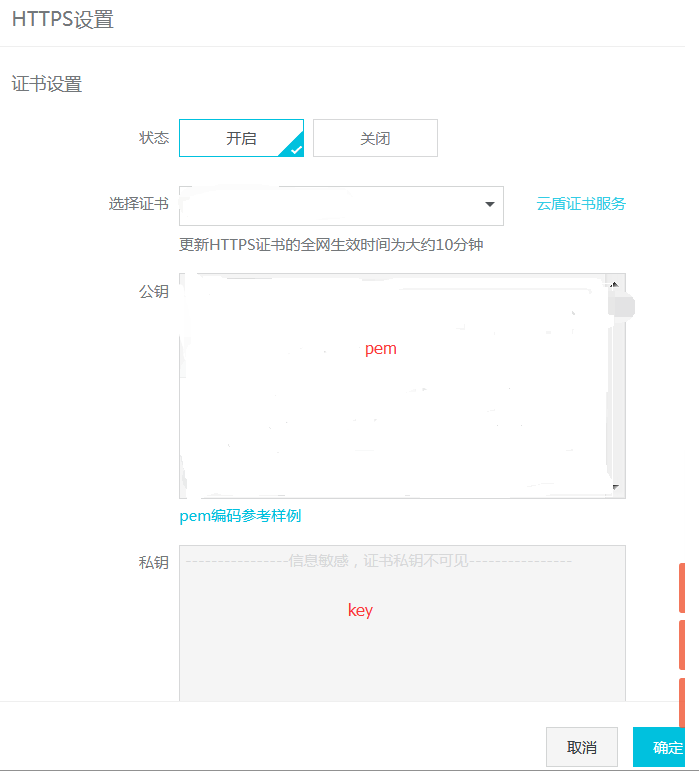 HTTPS设置
证书设置
状态 开启 关闭
选择证书 云盾证书服务
更新HTTPS证书的全网生效时间为大约10分钟
公钥
pem
pem编码参考样例
私钥
---------------信息敏感，证书私钥不可见---------------
key
取消 确定